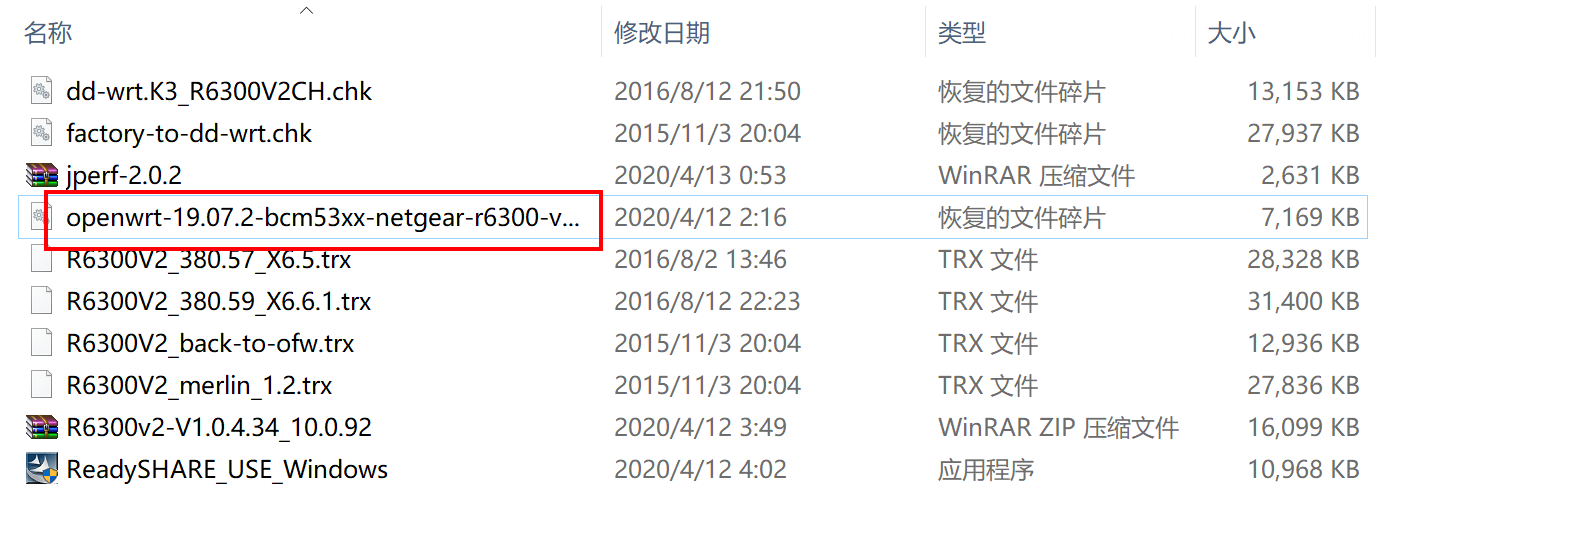 名称 修改日期 类型 大小
dd-wrt.K3_R6300V2CH.chk 2016/8/12 21:50 恢复的文件碎片 13,153 KB
factory-to-dd-wrt.chk 2015/11/3 20:04 恢复的文件碎片 27,937 KB
jperf-2.0.2 2020/4/13 0:53 WinRAR 压缩文件 2,631 KB
openwrt-19.07.2-bcm53xx-netgear-r6300-v... 2020/4/12 2:16 恢复的文件碎片 7,169 KB
R6300V2_380.57_X6.5.trx 2016/8/2 13:46 TRX 文件 28,328 KB
R6300V2_380.59_X6.6.1.trx 2016/8/12 22:23 TRX 文件 31,400 KB
R6300V2_back-to-ofw.trx 2015/11/3 20:04 TRX 文件 12,936 KB
R6300V2_merlin_1.2.trx 2015/11/3 20:04 TRX 文件 27,836 KB
R6300v2-V1.0.4.34_10.0.92 2020/4/12 3:49 WinRAR ZIP 压缩文件 16,099 KB
ReadySHARE_USE_Windows 2020/4/12 4:02 应用程序 10,968 KB